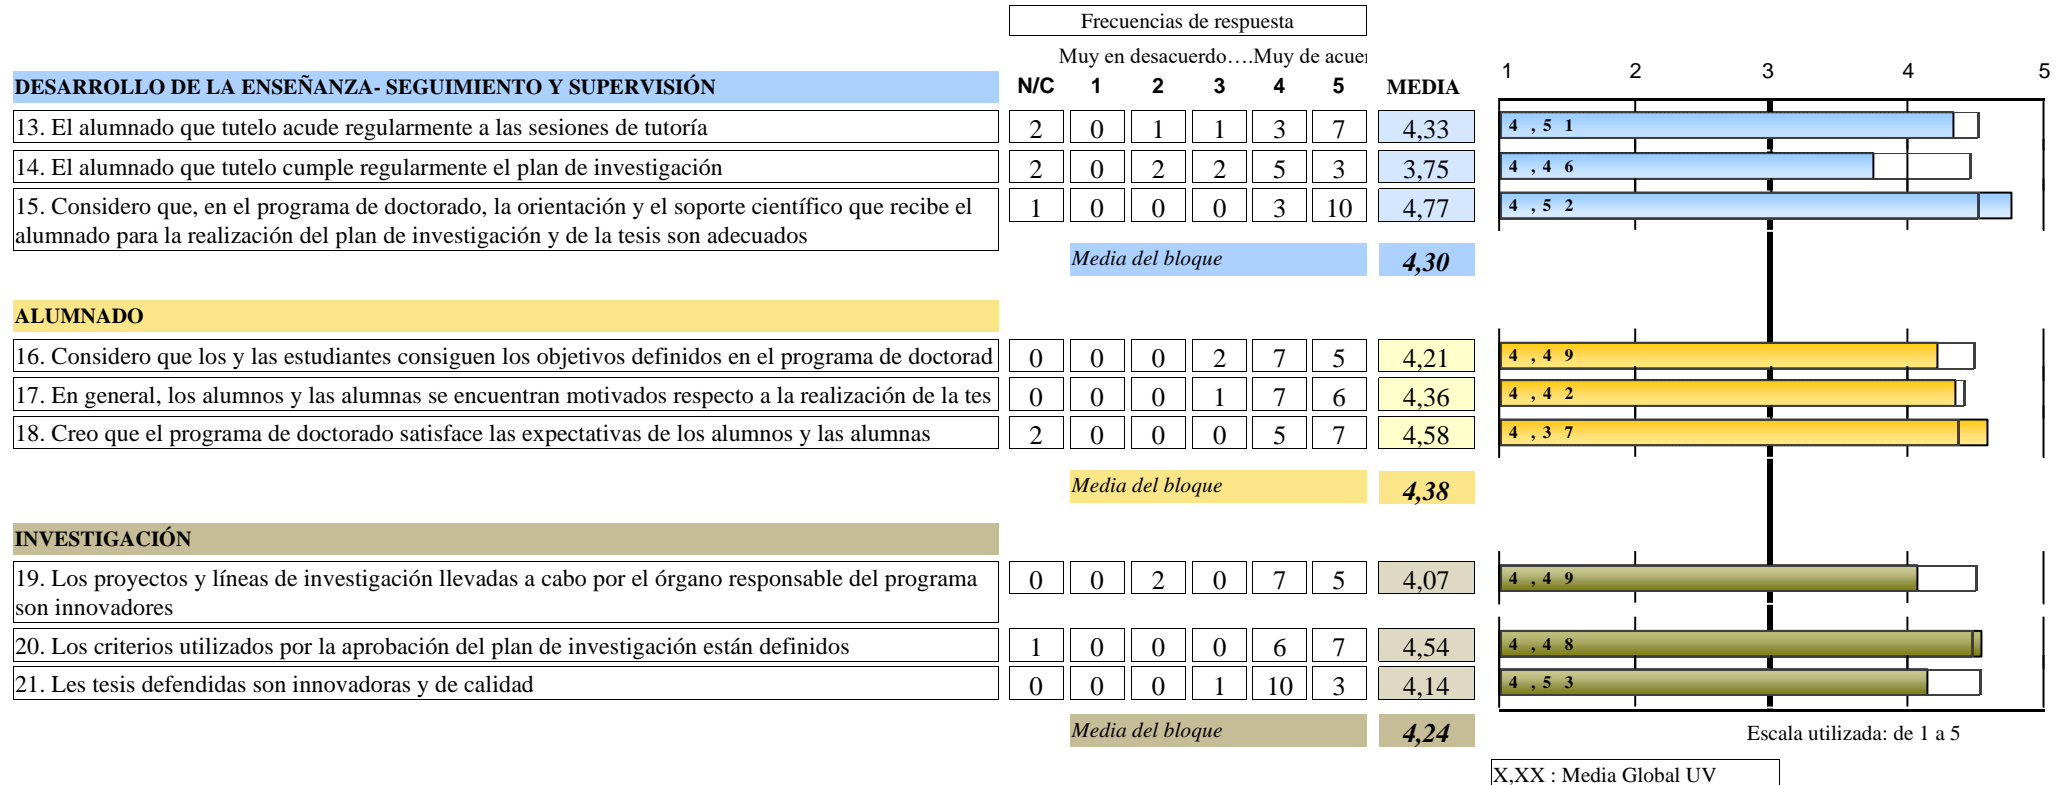 Frecuencias de respuesta
Muy en desacuerdo….Muy de acuer
1 2 3 4 5
DESARROLLO DE LA ENSEÑANZA- SEGUIMIENTO Y SUPERVISIÓN N/C 1 2 3 4 5 MEDIA
13. El alumnado que tutelo acude regularmente a las sesiones de tutoría 2 0 1 1 3 7 4,33 4,51
14. El alumnado que tutelo cumple regularmente el plan de investigación 2 0 2 2 5 3 3,75 4,46
15. Considero que, en el programa de doctorado, la orientación y el soporte científico que recibe el 1 0 0 0 3 10 4,77 4,52
alumnado para la realización del plan de investigación y de la tesis son adecuados
Media del bloque 4,30
ALUMNADO
16. Considero que los y las estudiantes consiguen los objetivos definidos en el programa de doctorad 0 0 0 2 7 5 4,21 4,49
17. En general, los alumnos y las alumnas se encuentran motivados respecto a la realización de la tes 0 0 0 1 7 6 4,36 4,42
18. Creo que el programa de doctorado satisface las expectativas de los alumnos y las alumnas 2 0 0 0 5 7 4,58 4,37
Media del bloque 4,38
INVESTIGACIÓN
19. Los proyectos y líneas de investigación llevadas a cabo por el órgano responsable del programa 0 0 2 0 7 5 4,07 4,49
son innovadores
20. Los criterios utilizados por la aprobación del plan de investigación están definidos 1 0 0 0 6 7 4,54 4,48
21. Les tesis defendidas son innovadoras y de calidad 0 0 0 1 10 3 4,14 4,53
Media del bloque 4,24
Escala utilizada: de 1 a 5
X,XX : Media Global UV